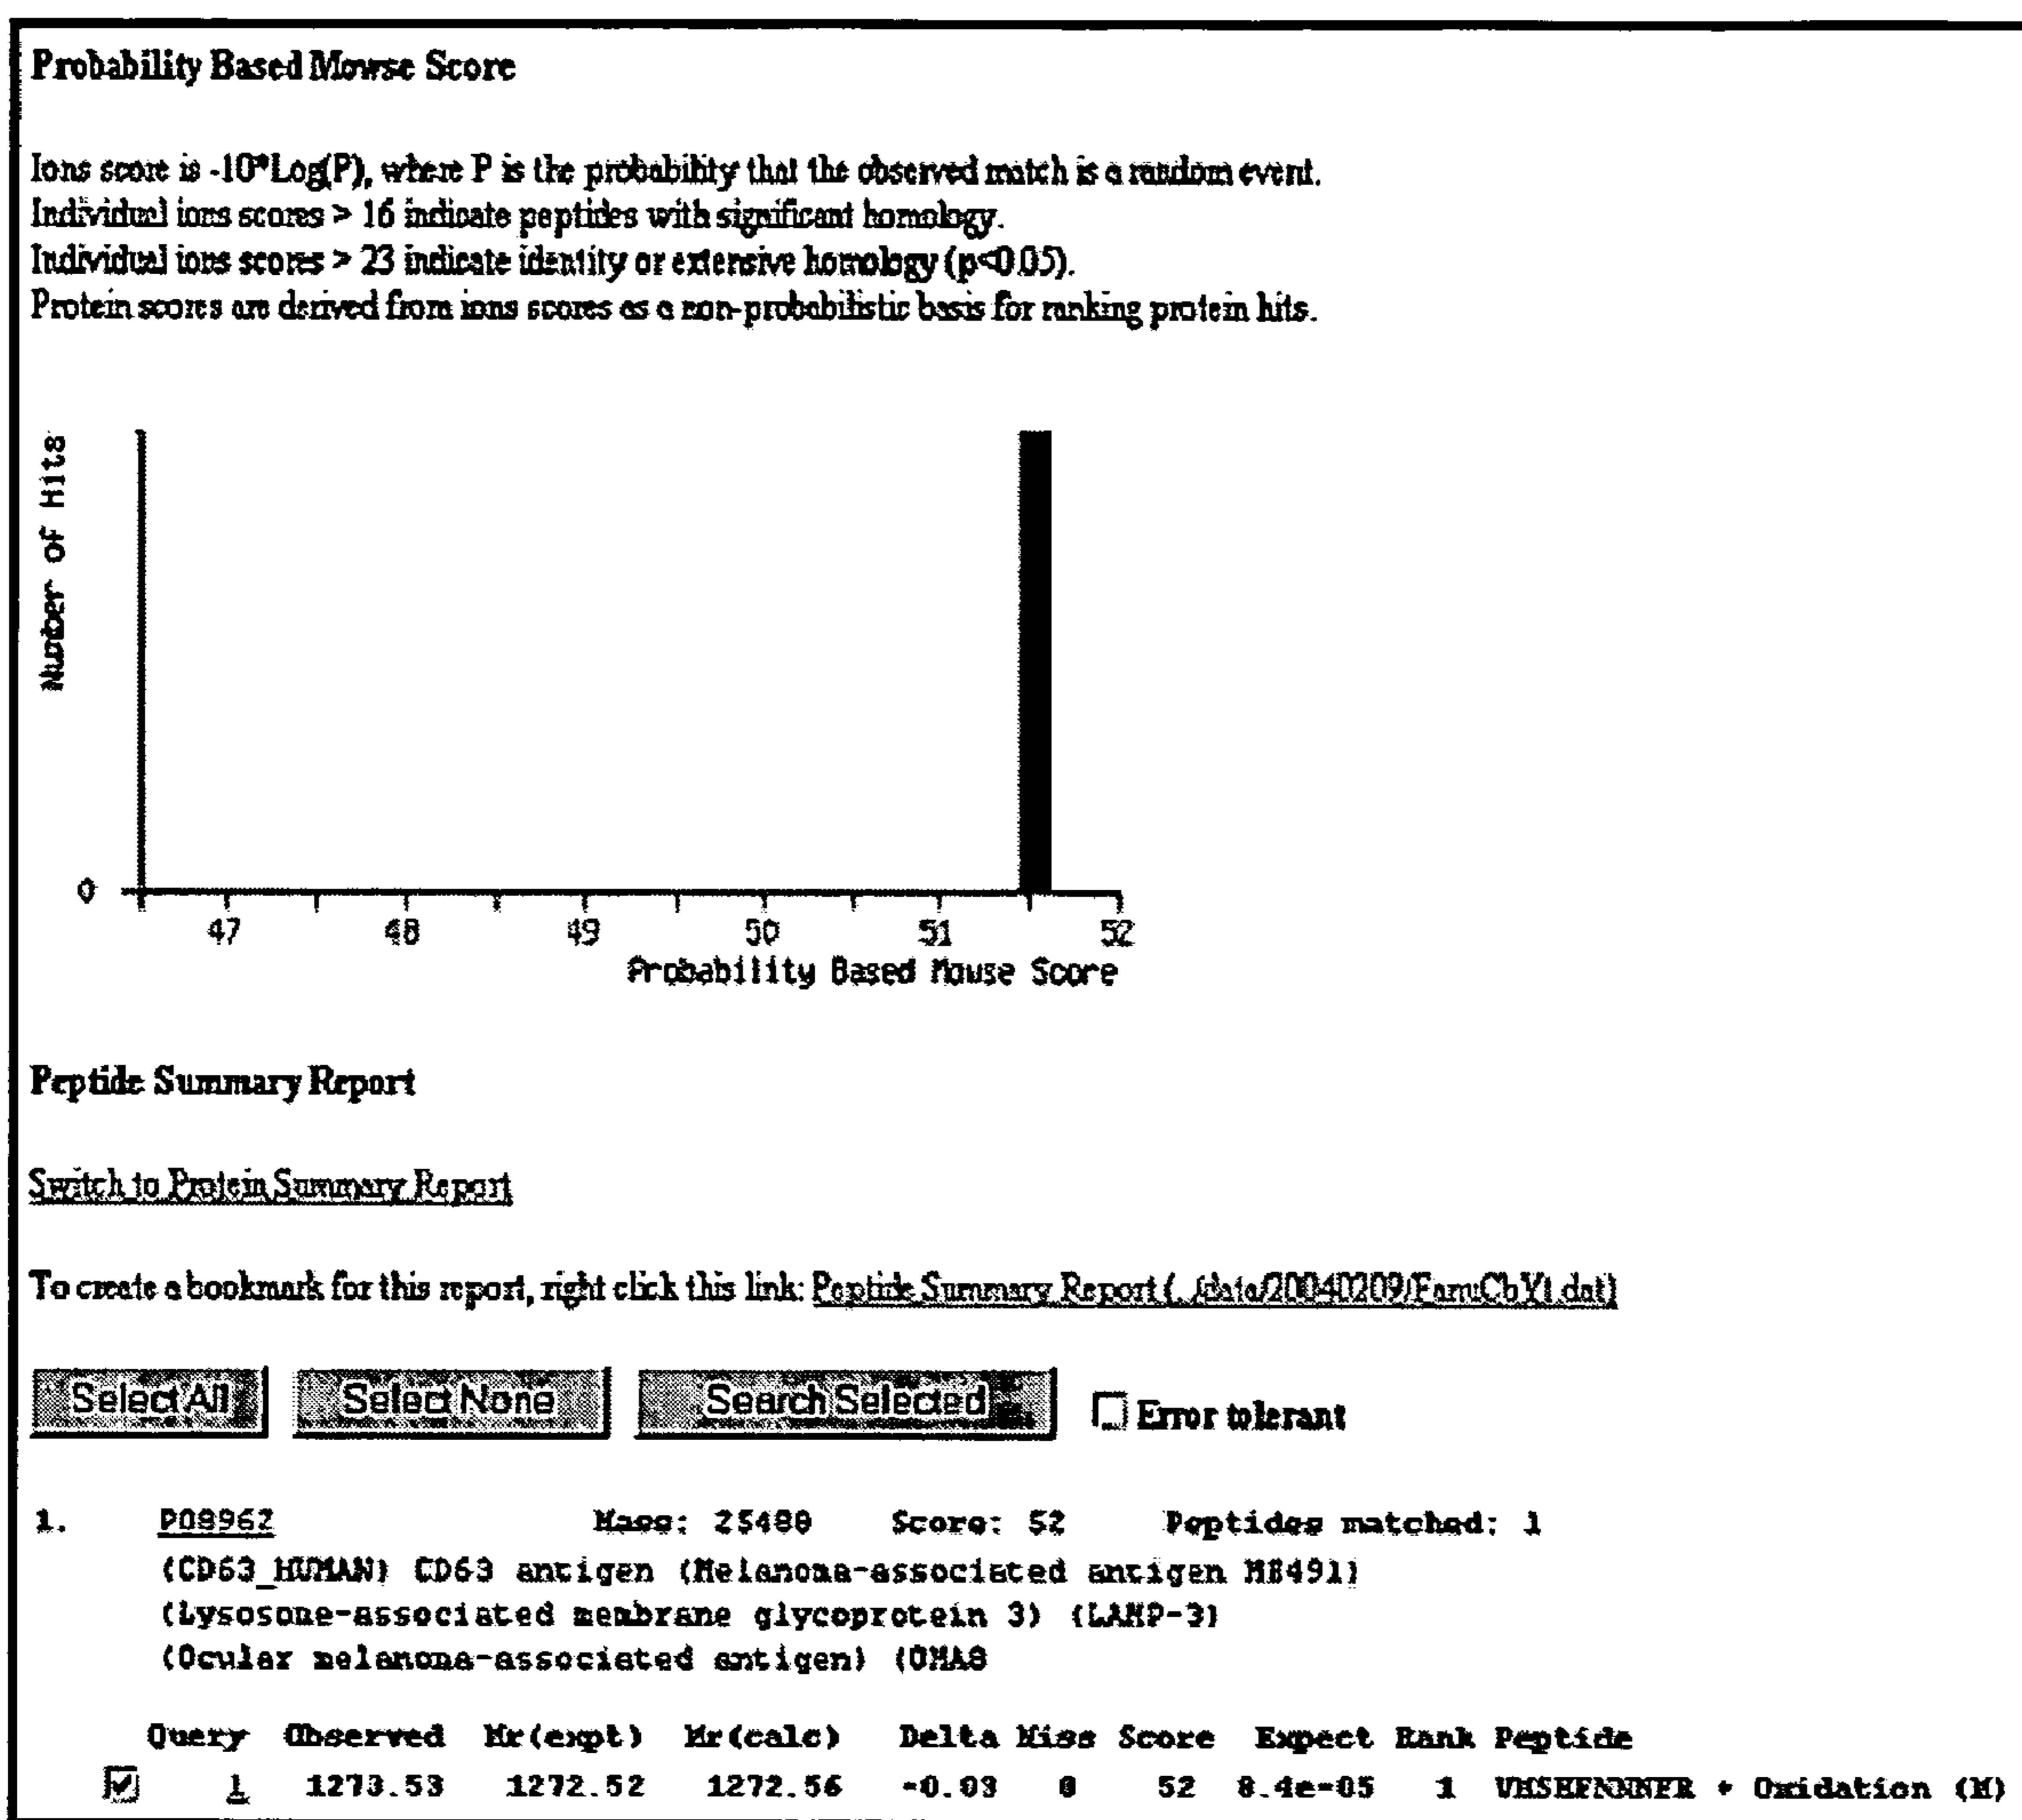 Probability Based Mowse Score
Ions score is -10*Log(P), where P is the probability that the observed match is a random event.
Individual ions scores > 16 indicate peptides with significant homology.
Individual ions scores > 23 indicate identity or extensive homology (p<0.05).
Protein scores are derived from ions scores as a non-probabilistic basis for ranking protein hits.
Number of Hits
0
47 48 49 50 51 52
Probability Based Mowse Score
Peptide Summary Report
Switch to Protein Summary Report
To create a bookmark for this report, right click this link: Peptide Summary Report (../data/20040209/
Select All Select None Search Selected Error tolerant
1. P08962 Mass: 25480 Score: 52 Peptides matched: 1
(CD63_HUMAN) CD63 antigen (Melanoma-associated antigen ME491)
(Lysosome-associated membrane glycoprotein 3) (LAMP-3)
(Ocular melanoma-associated antigen) (OMA8
Query Observed Mr(expt) Mr(calc) Delta Miss Score Expect Rank Peptide
1 1273.53 1272.52 1272.56 -0.03 0 52 8.4e-05 1 + Oxidation (M)